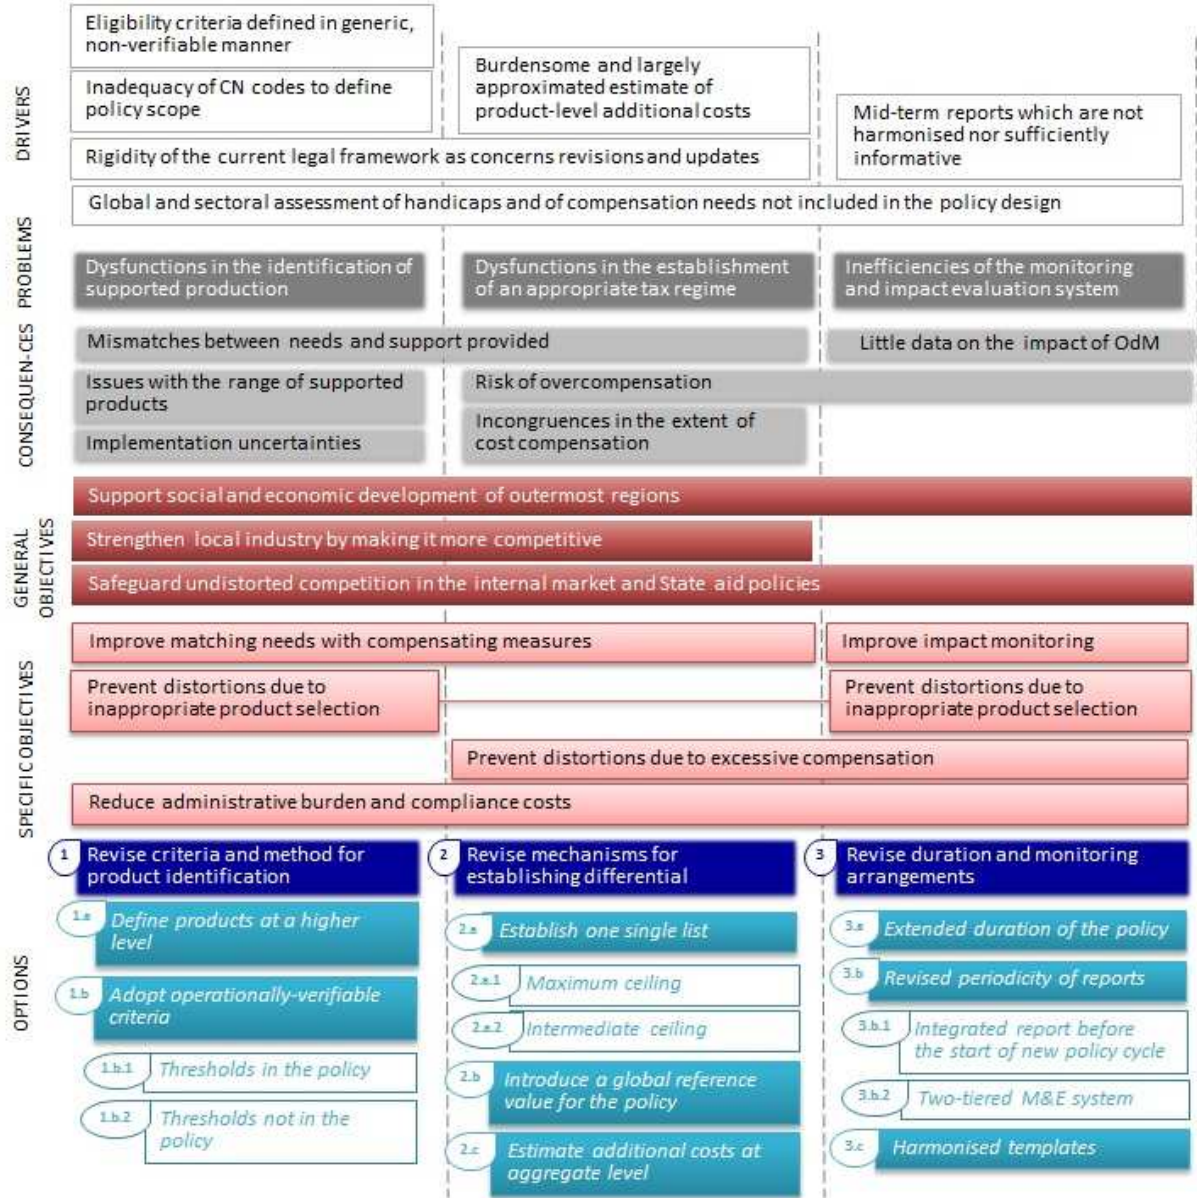 DRIVERS
Eligibility criteria defined in generic,
non-verifiable manner
Inadequacy of CN codes to define
policy scope
Burdensome and largely
approximated estimate of
product-level additional costs
Mid-term reports which are not
harmonised nor sufficiently
informative
Rigidity of the current legal framework as concerns revisions and updates
Global and sectoral assessment of handicaps and of compensation needs not included in the policy design
PROBLEMS
Dysfunctions in the identification of
supported production
Dysfunctions in the establishment
of an appropriate tax regime
Inefficiencies of the monitoring
and impact evaluation system
CONSEQUEN-CES
Mismatches between needs and support provided
Little data on the impact of OdM
Issues with the range of supported
products
Risk of overcompensation
Implementation uncertainties
Incongruences in the extent of
cost compensation
GENERAL
OBJECTIVES
Support social and economic development of outermost regions
Strengthen local industry by making it more competitive
Safeguard undistorted competition in the internal market and State aid policies
SPECIFIC OBJECTIVES
Improve matching needs with compensating measures
Improve impact monitoring
Prevent distortions due to
inappropriate product selection
Prevent distortions due to
inappropriate product selection
Prevent distortions due to excessive compensation
Reduce administrative burden and compliance costs
OPTIONS
1 Revise criteria and method for
product identification
1.a Define products at a higher
level
1.b Adopt operationally-verifiable
criteria
1.b.1 Thresholds in the policy
1.b.2 Thresholds not in the
policy
2 Revise mechanisms for
establishing differential
2.a Establish one single list
2.a.1 Maximum ceiling
2.a.2 Intermediate ceiling
2.b Introduce a global reference
value for the policy
2.c Estimate additional costs at
aggregate level
3 Revise duration and monitoring
arrangements
3.a Extended duration of the policy
3.b Revised periodicity of reports
3.b.1 Integrated report before
the start of new policy cycle
3.b.2 Two-tiered M&E system
3.c Harmonised templates